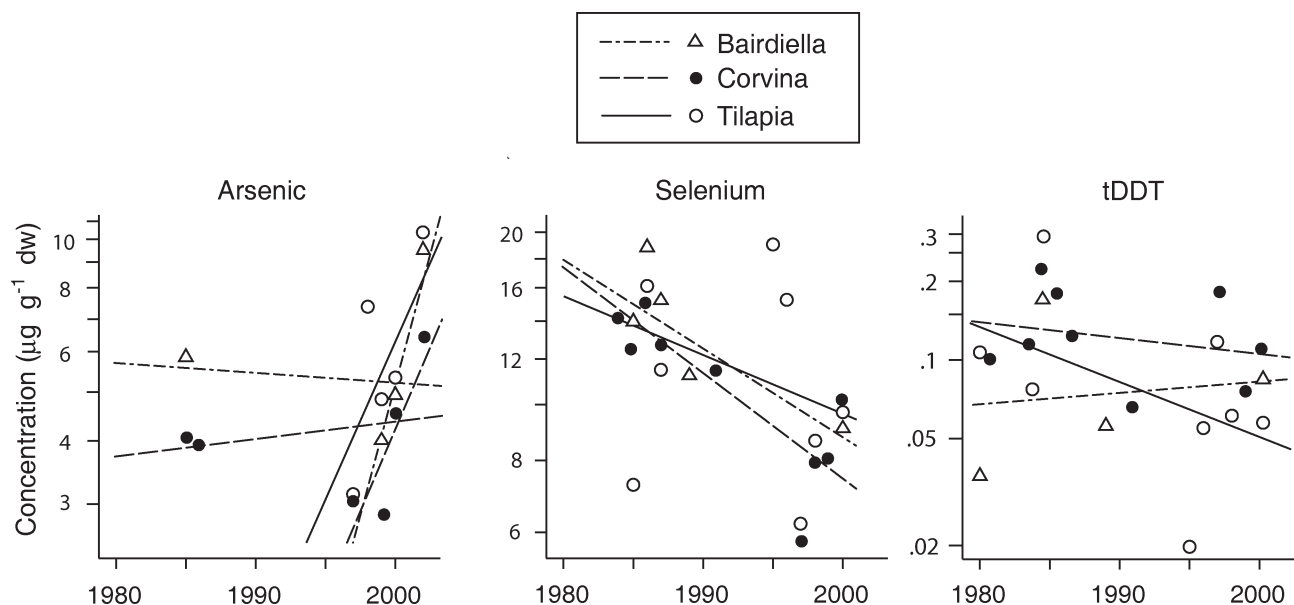 Bairdiella
Corvina
Tilapia
Arsenic
Selenium
tDDT
Concentration (µg g⁻¹ dw)
10
8
6
4
3
1980 1990 2000
20
16
12
8
6
1980 1990 2000
.3
.2
.1
.05
.02
1980 1990 2000